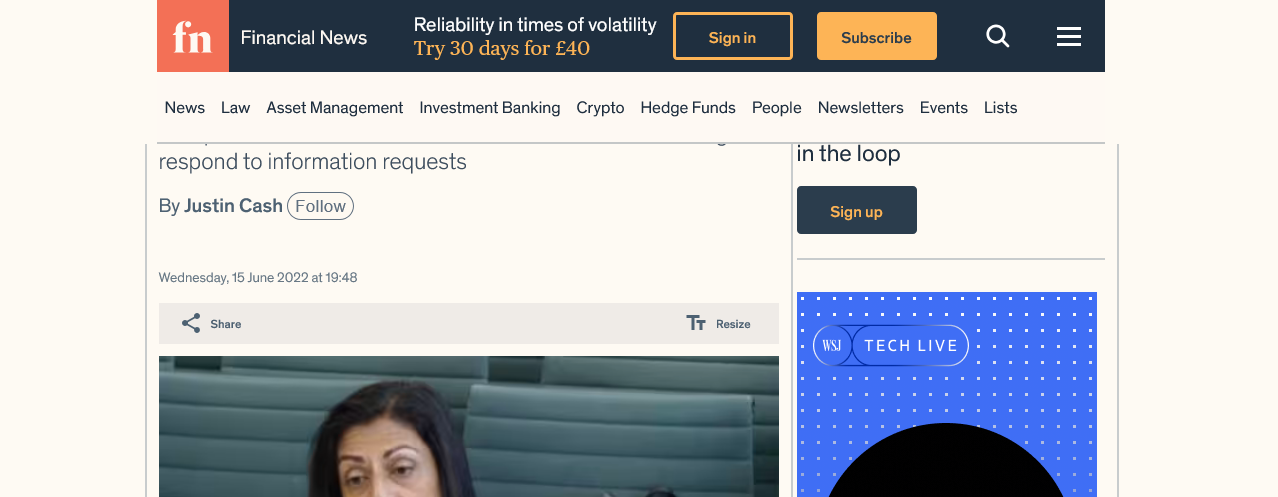 fn
Financial News
Reliability in times of volatility
Try 30 days for £40
Sign in
Subscribe
News Law Asset Management Investment Banking Crypto Hedge Funds People Newsletters Events Lists
respond to information requests
By Justin Cash Follow
Wednesday, 15 June 2022 at 19:48
Share
Resize
in the loop
Sign up
WSJ TECH LIVE